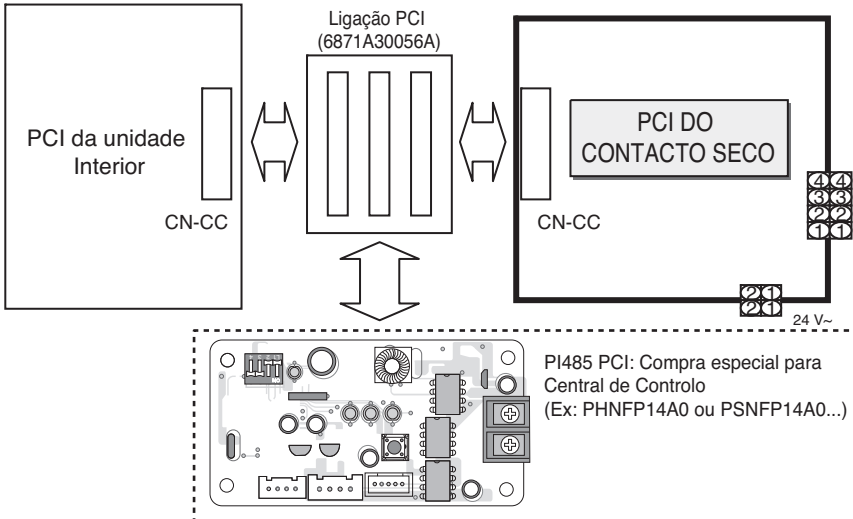 Ligação PCI
(6871A30056A)
PCI da unidade
Interior
CN-CC
PCI DO
CONTACTO SECO
CN-CC
4 4
3 3
2 2
1 1
2 1
2 1
24 V~
PI485 PCI: Compra especial para
Central de Controlo
(Ex: PHNFP14A0 ou PSNFP14A0...)